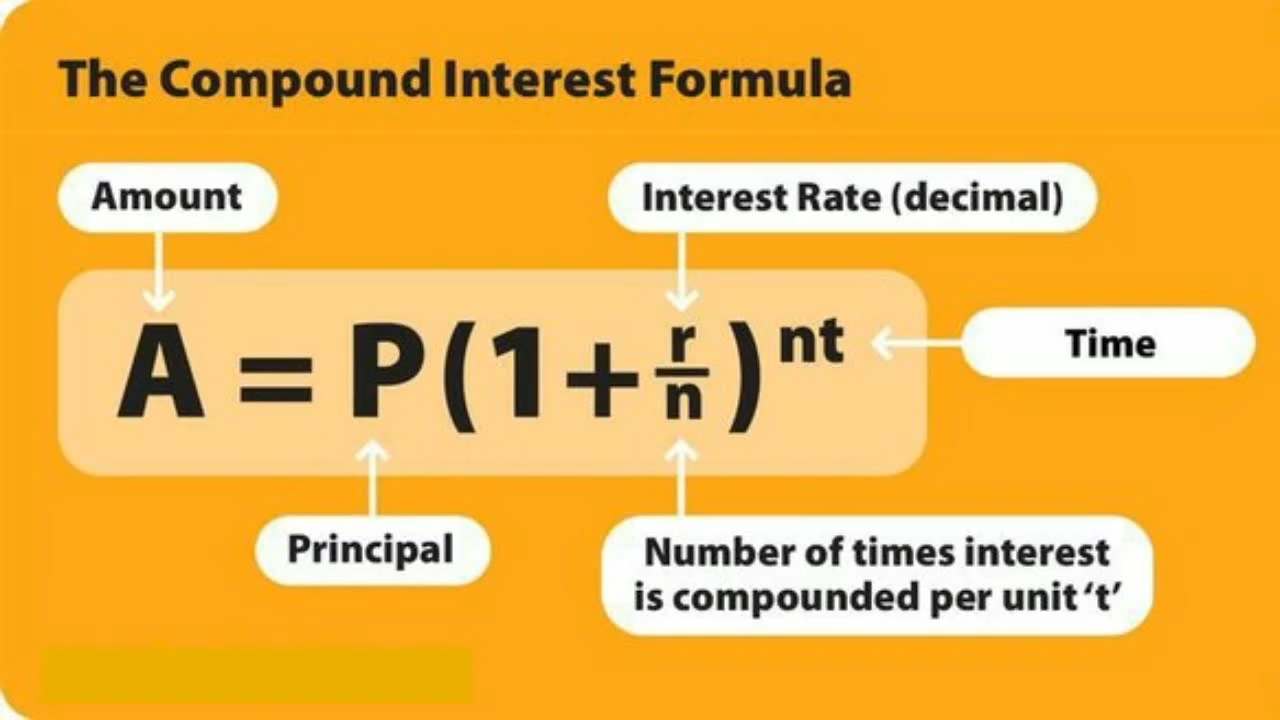 The Compound Interest Formula
Amount
Interest Rate (decimal)
A = P(1+r/n)^nt
Time
Principal
Number of times interest
is compounded per unit ‘t’